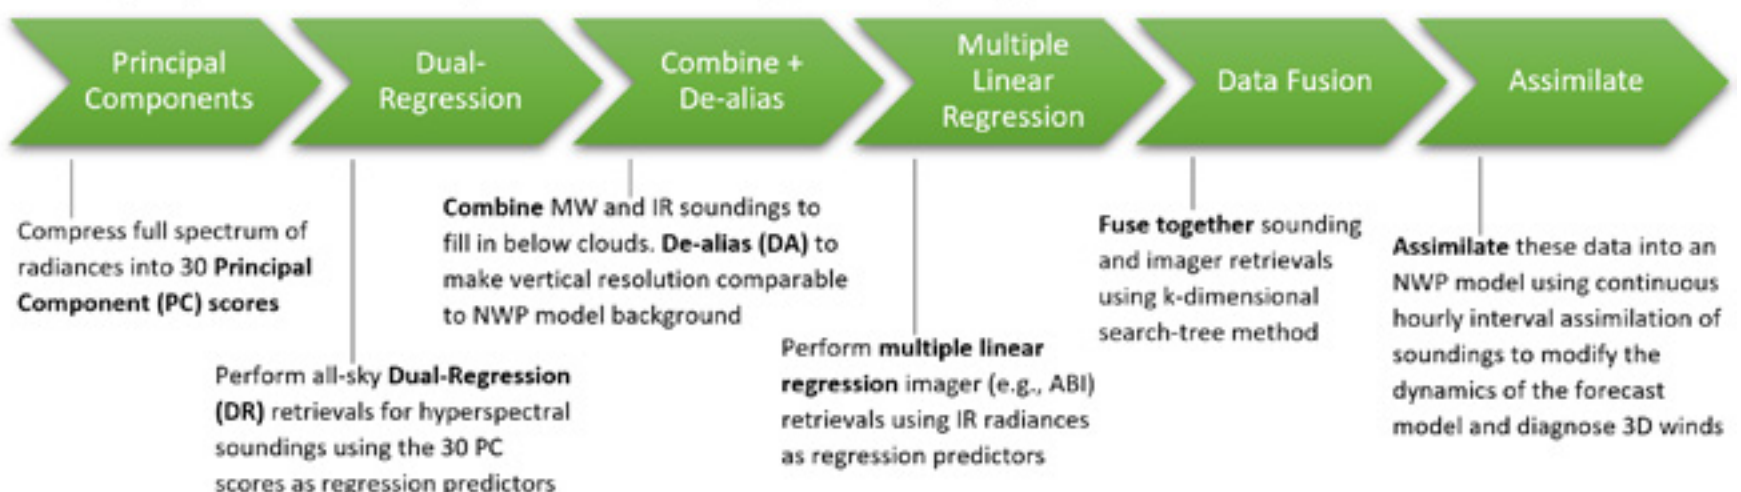 Principal
Components
Dual-
Regression
Combine +
De-alias
Multiple
Linear
Regression
Data Fusion
Assimilate
Compress full spectrum of
radiances into 30 Principal
Component (PC) scores
Perform all-sky Dual-Regression
(DR) retrievals for hyperspectral
soundings using the 30 PC
scores as regression predictors
Combine MW and IR soundings to
fill in below clouds. De-alias (DA) to
make vertical resolution comparable
to NWP model background
Perform multiple linear
regression imager (e.g., ABI)
retrievals using IR radiances
as regression predictors
Fuse together sounding
and imager retrievals
using k-dimensional
search-tree method
Assimilate these data into an
NWP model using continuous
hourly interval assimilation of
soundings to modify the
dynamics of the forecast
model and diagnose 3D winds